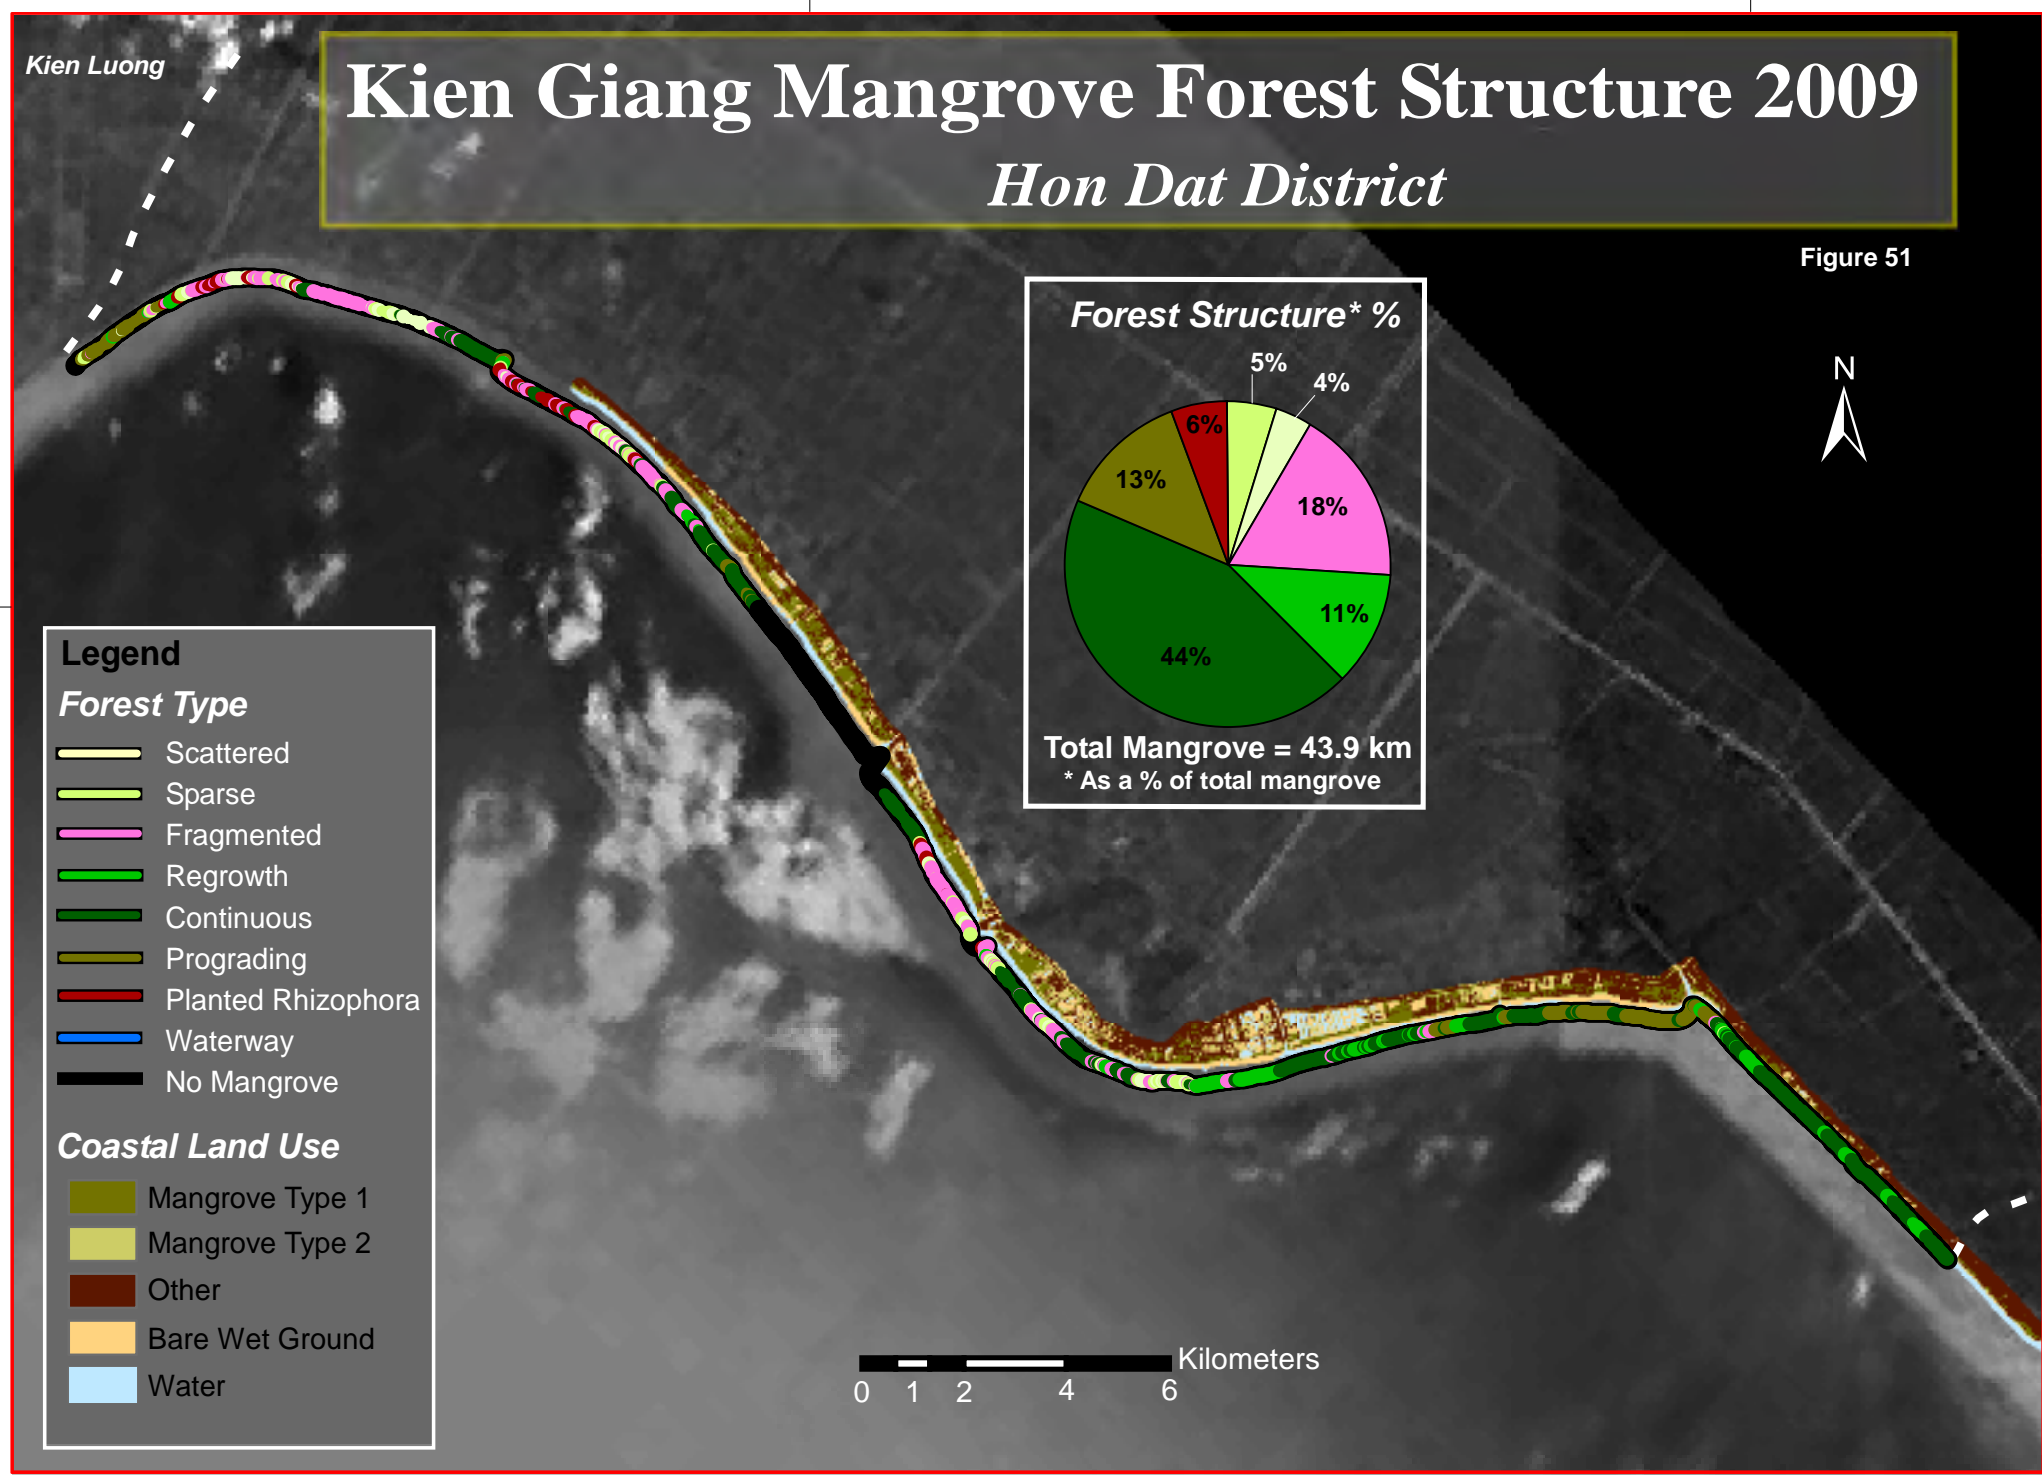 Kien Luong
Kien Giang Mangrove Forest Structure 2009
Hon Dat District
Figure 51
Forest Structure* %
5%
4%
6%
13%
18%
11%
44%
Total Mangrove = 43.9 km
* As a % of total mangrove
N
Legend
Forest Type
Scattered
Sparse
Fragmented
Regrowth
Continuous
Prograding
Planted Rhizophora
Waterway
No Mangrove
Coastal Land Use
Mangrove Type 1
Mangrove Type 2
Other
Bare Wet Ground
Water
Kilometers
0 1 2 4 6